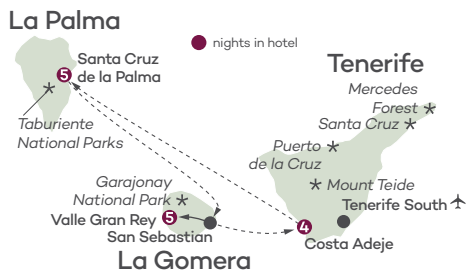 La Palma
nights in hotel
Santa Cruz
de la Palma
5
Taburiente
National Parks
Tenerife
Mercedes
Forest
Santa Cruz
Puerto
de la Cruz
Mount Teide
Tenerife South
4
Costa Adeje
Garajonay
National Park
Valle Gran Rey
5
San Sebastian
La Gomera